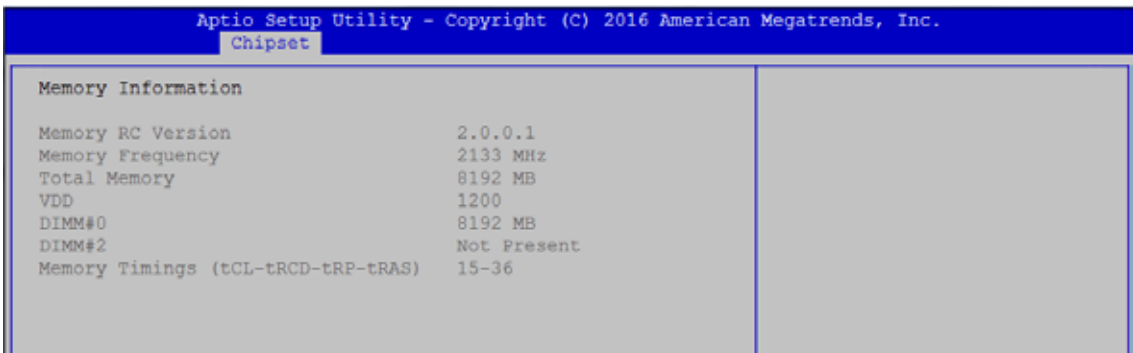 Aptio Setup Utility - Copyright (C) 2016 American Megatrends, Inc.
Chipset
Memory Information
Memory RC Version 2.0.0.1
Memory Frequency 2133 MHz
Total Memory 8192 MB
VDD 1200
DIMM#0 8192 MB
DIMM#2 Not Present
Memory Timings (tCL-tRCD-tRP-tRAS) 15-36